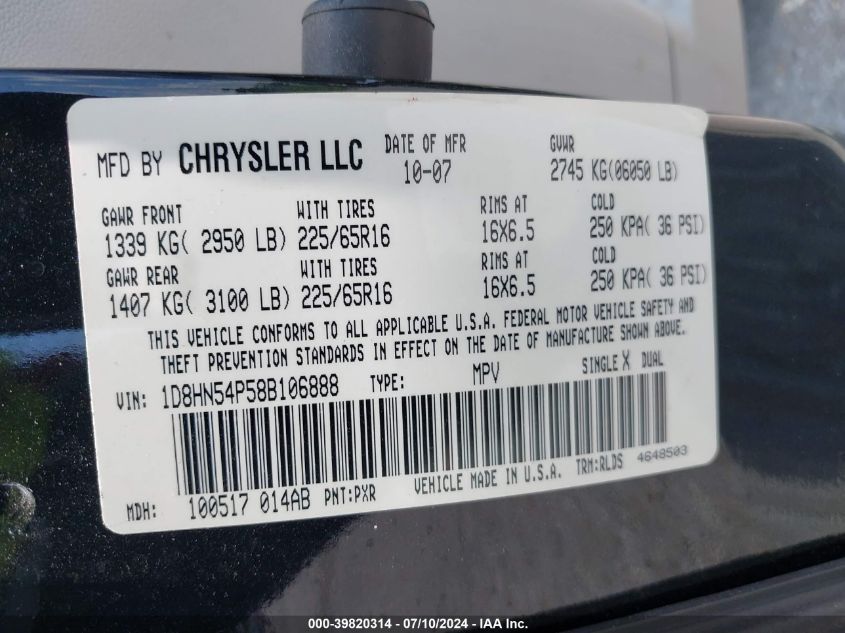 MFD BY CHRYSLER LLC DATE OF MFR GVWR
10-07 2745 KG(06050 LB)
GAWR FRONT WITH TIRES RIMS AT COLD
1339 KG( 2950 LB) 225/65R16 16X6.5 250 KPA( 36 PSI)
GAWR REAR WITH TIRES RIMS AT COLD
1407 KG( 3100 LB) 225/65R16 16X6.5 250 KPA( 36 PSI)
THIS VEHICLE CONFORMS TO ALL APPLICABLE U.S.A. FEDERAL MOTOR VEHICLE SAFETY AND
THEFT PREVENTION STANDARDS IN EFFECT ON THE DATE OF MANUFACTURE SHOWN ABOVE.
VIN: 1D8HN54P58B106888 TYPE: MPV SINGLE X DUAL
MDH: 100517 014AB PNT:PXR VEHICLE MADE IN U.S.A. TRM:RLDS 4648503
000-39820314 - 07/10/2024 - IAA Inc.